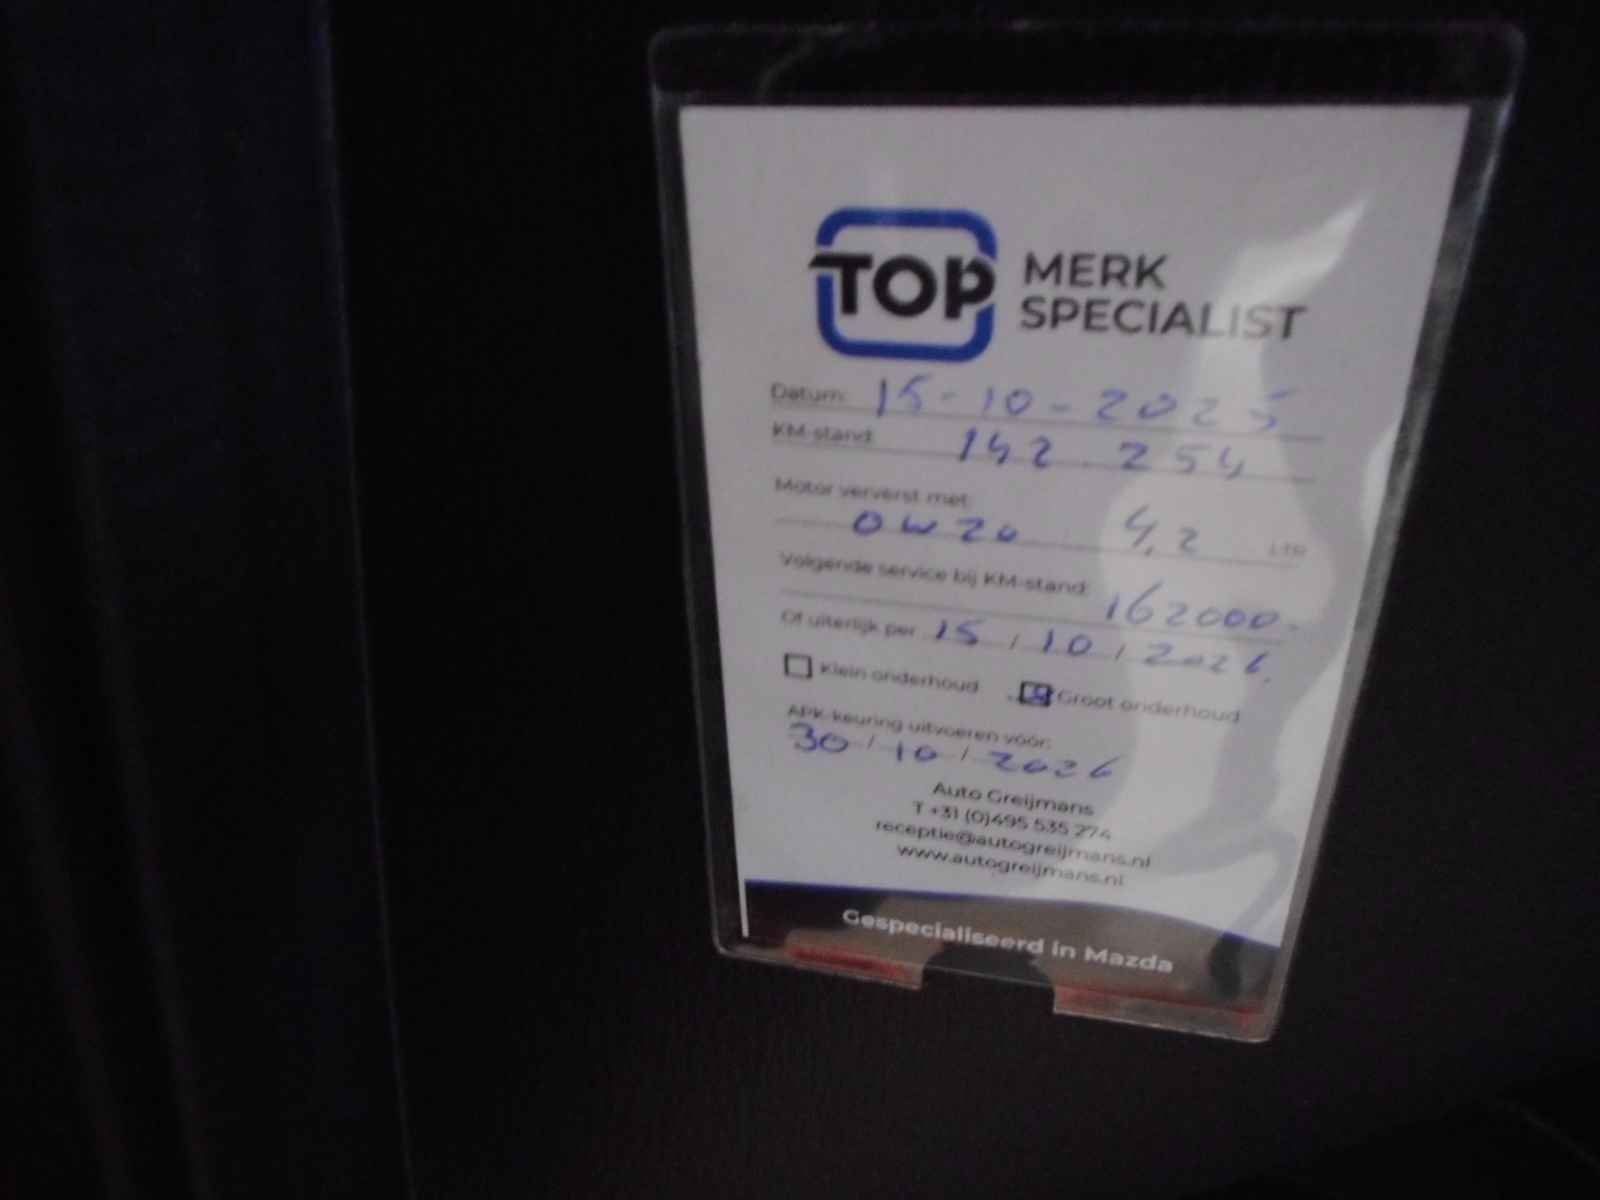 TOP MERK
SPECIALIST
Datum: 15-10-2025
KM-stand: 142.254
Motor ververst met:
0W20 4,2 LTR
Volgende service bij KM-stand:
162000-
Of uiterlijk per 15 / 10 / 2026.
Klein onderhoud Groot onderhoud
APK-keuring uitvoeren vóór:
30 / 10 / 2026
Auto Greijmans
T +31 (0)495 535 274
receptie@autogreijmans.nl
www.autogreijmans.nl
Gespecialiseerd in Mazda